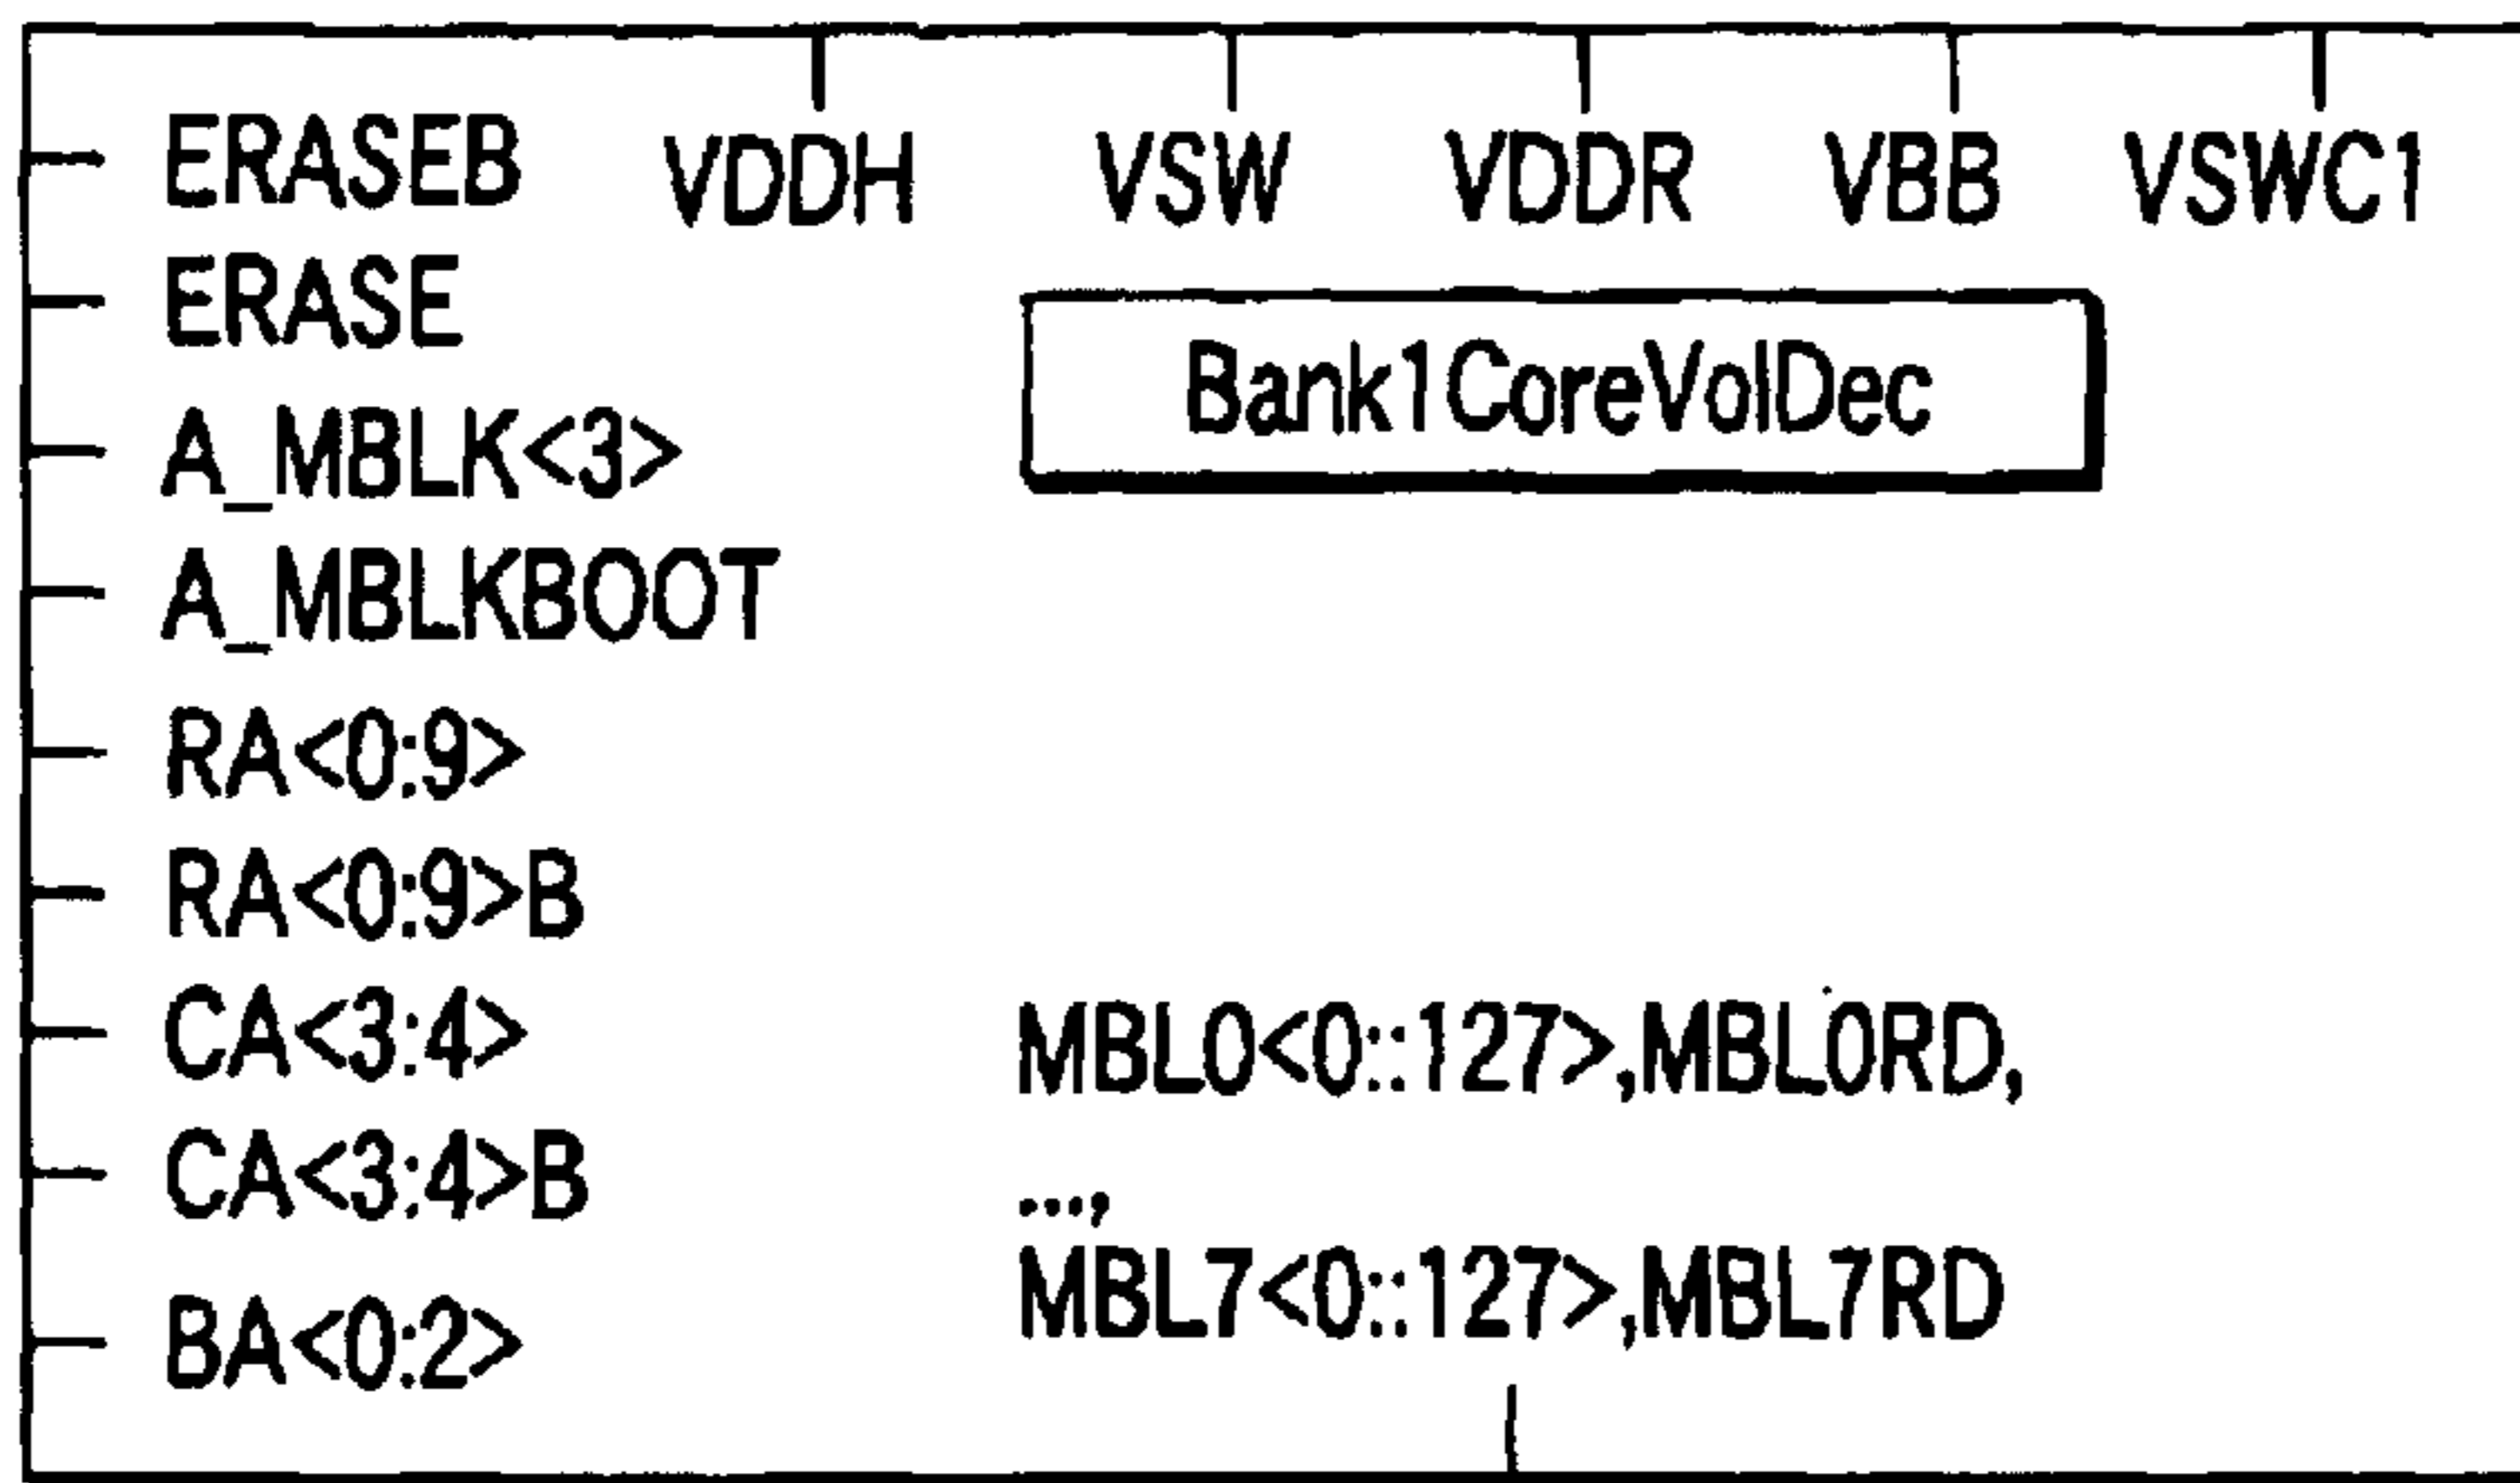 ERASEB VDDH VSW VDDR VBB VSWC1
ERASE
Bank1CoreVolDec
A_MBLK<3>
A_MBLKBOOT
RA<0:9>
RA<0:9>B
CA<3:4>
MBL0<0::127>,MBL0RD,
CA<3:4>B
...,
MBL7<0::127>,MBL7RD
BA<0:2>